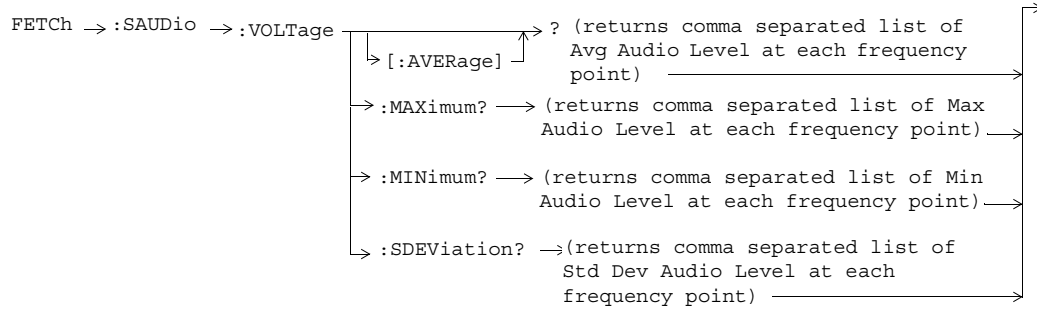 FETCh :SAUDio :VOLTage ? (returns comma separated list of
[:AVERage] Avg Audio Level at each frequency
point)
:MAXimum? (returns comma separated list of Max
Audio Level at each frequency point)
:MINimum? (returns comma separated list of Min
Audio Level at each frequency point)
:SDEViation? (returns comma separated list of
Std Dev Audio Level at each
frequency point)